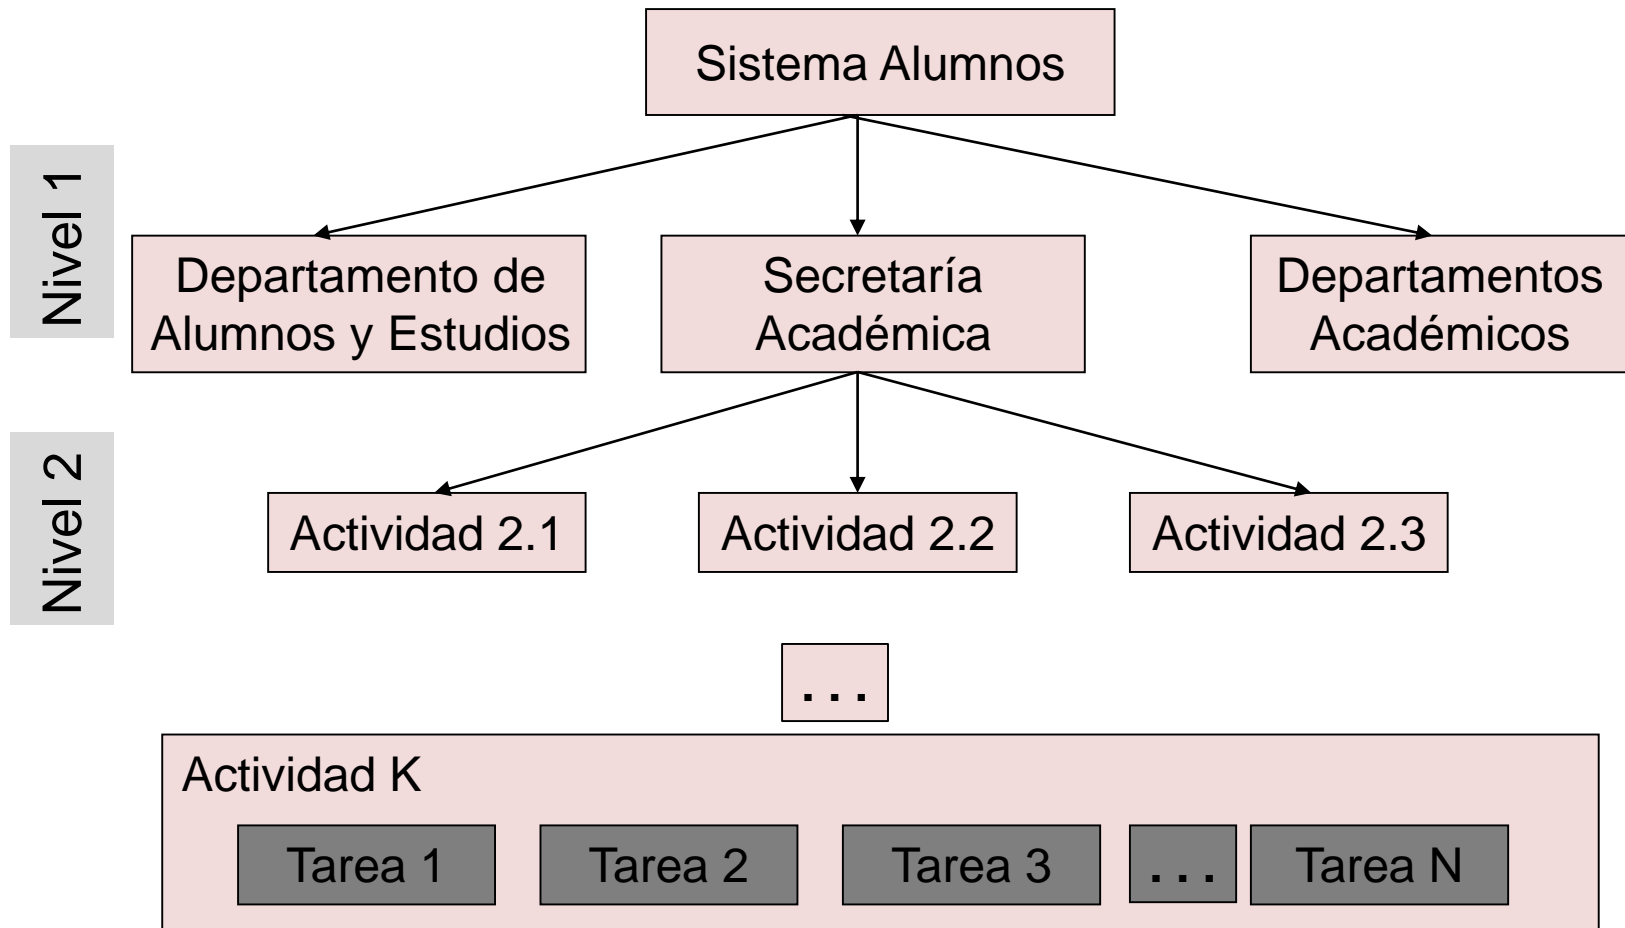 Sistema Alumnos
Nivel 1
Departamento de
Alumnos y Estudios
Secretaría
Académica
Departamentos
Académicos
Nivel 2
Actividad 2.1
Actividad 2.2
Actividad 2.3
. . .
Actividad K
Tarea 1
Tarea 2
Tarea 3
. . .
Tarea N